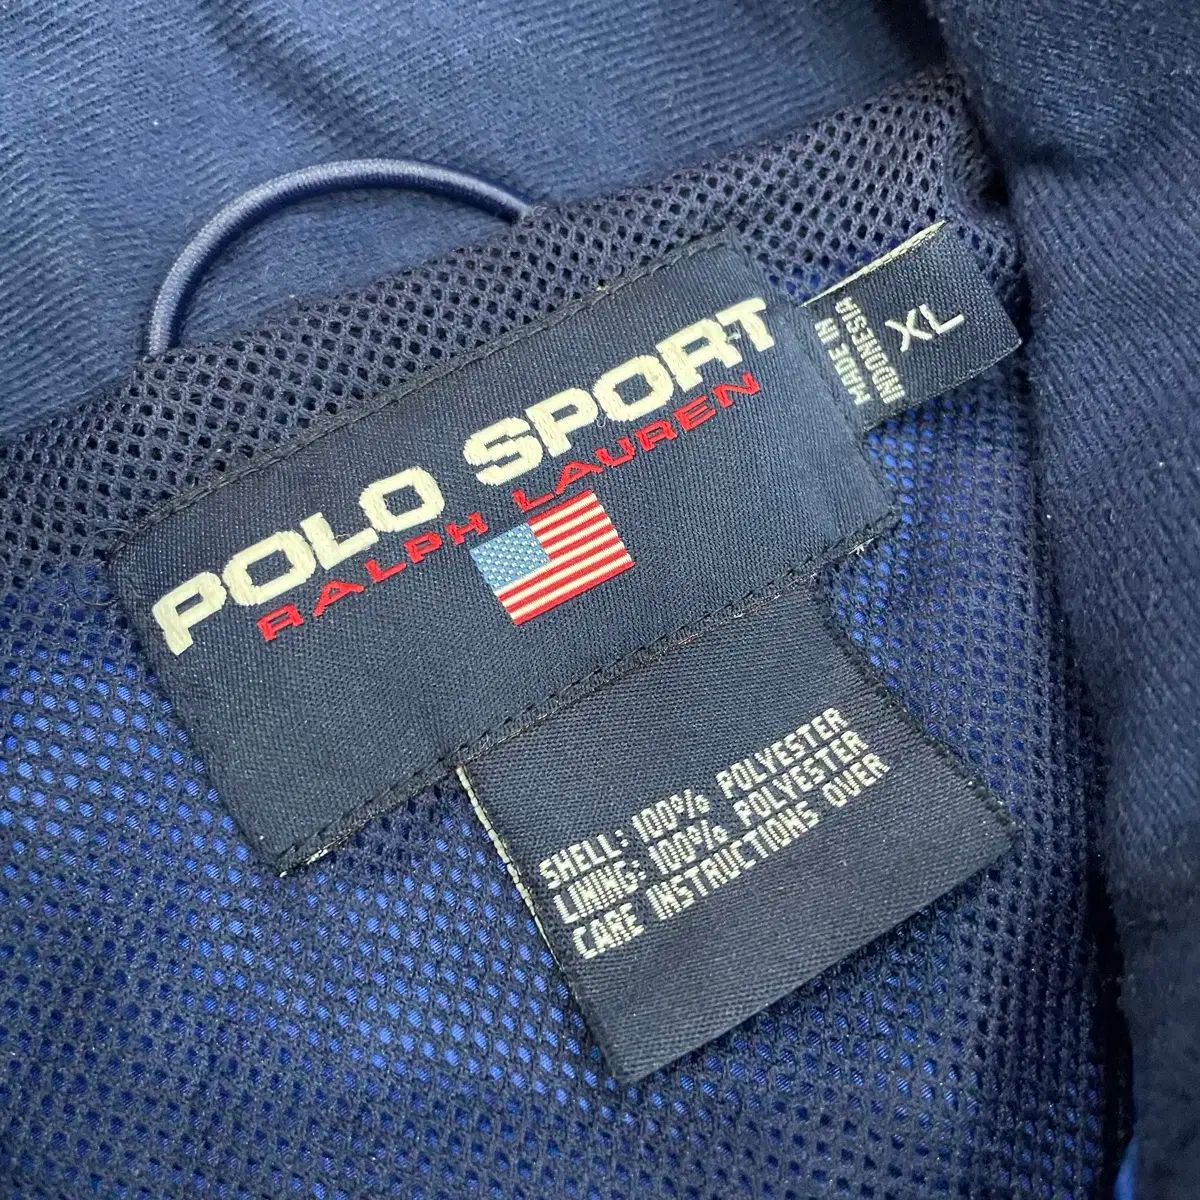 POLO SPORT
RALPH LAUREN
XL
MADE IN
INDONESIA
SHELL: 100% POLYESTER
LINING: 100% POLYESTER
CARE INSTRUCTIONS OVER